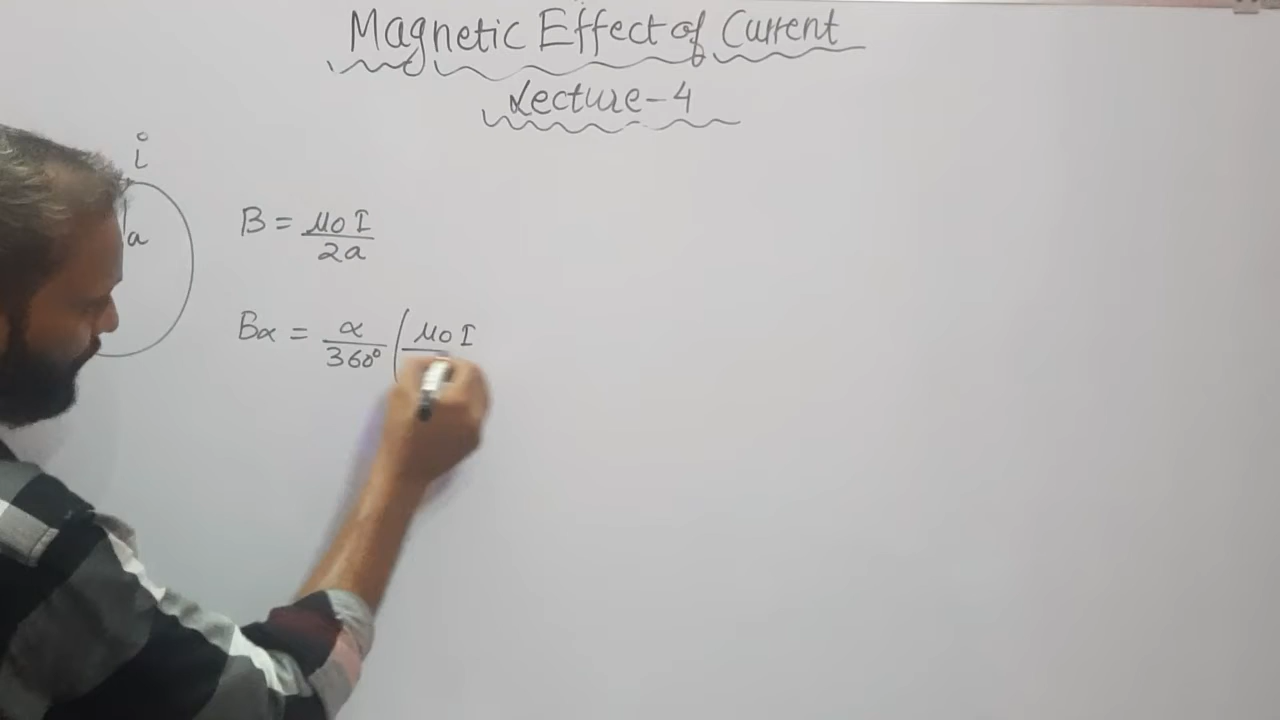 Magnetic Effect of Current
Lecture-4
i
a
B = μo I / 2a
Bα = α / 360° ( μo I